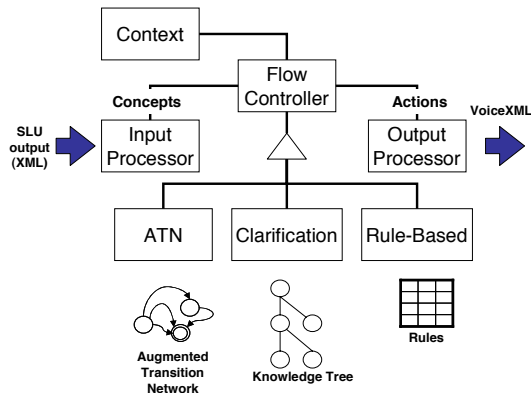 Context
Flow
Controller
Concepts
Actions
VoiceXML
SLU
output
(XML)
Input
Processor
Output
Processor
ATN
Clarification
Rule-Based
Augmented
Transition
Network
Knowledge Tree
Rules